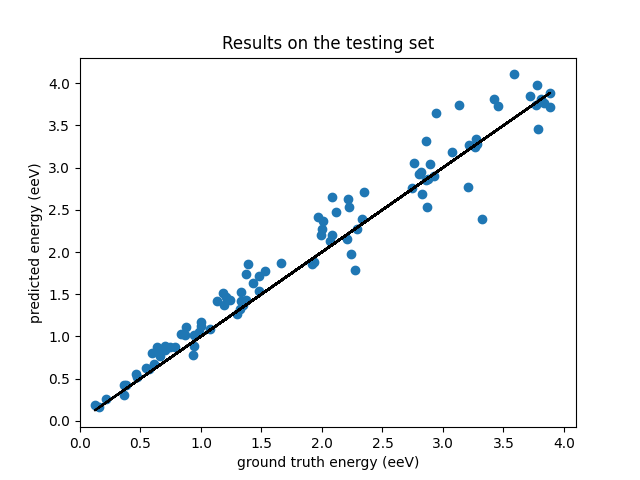 Results on the testing set
predicted energy (eeV)
4.0
3.5
3.0
2.5
2.0
1.5
1.0
0.5
0.0
0.0 0.5 1.0 1.5 2.0 2.5 3.0 3.5 4.0
ground truth energy (eeV)